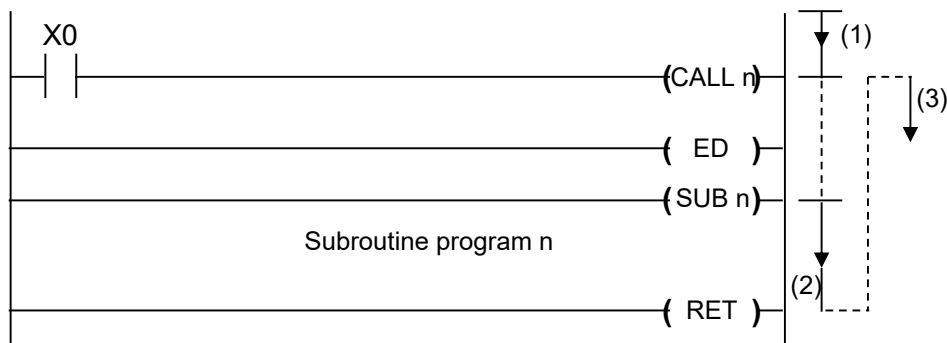 X0
(CALL n)
(1)
(3)
( ED )
(SUB n)
Subroutine program n
(2)
( RET )